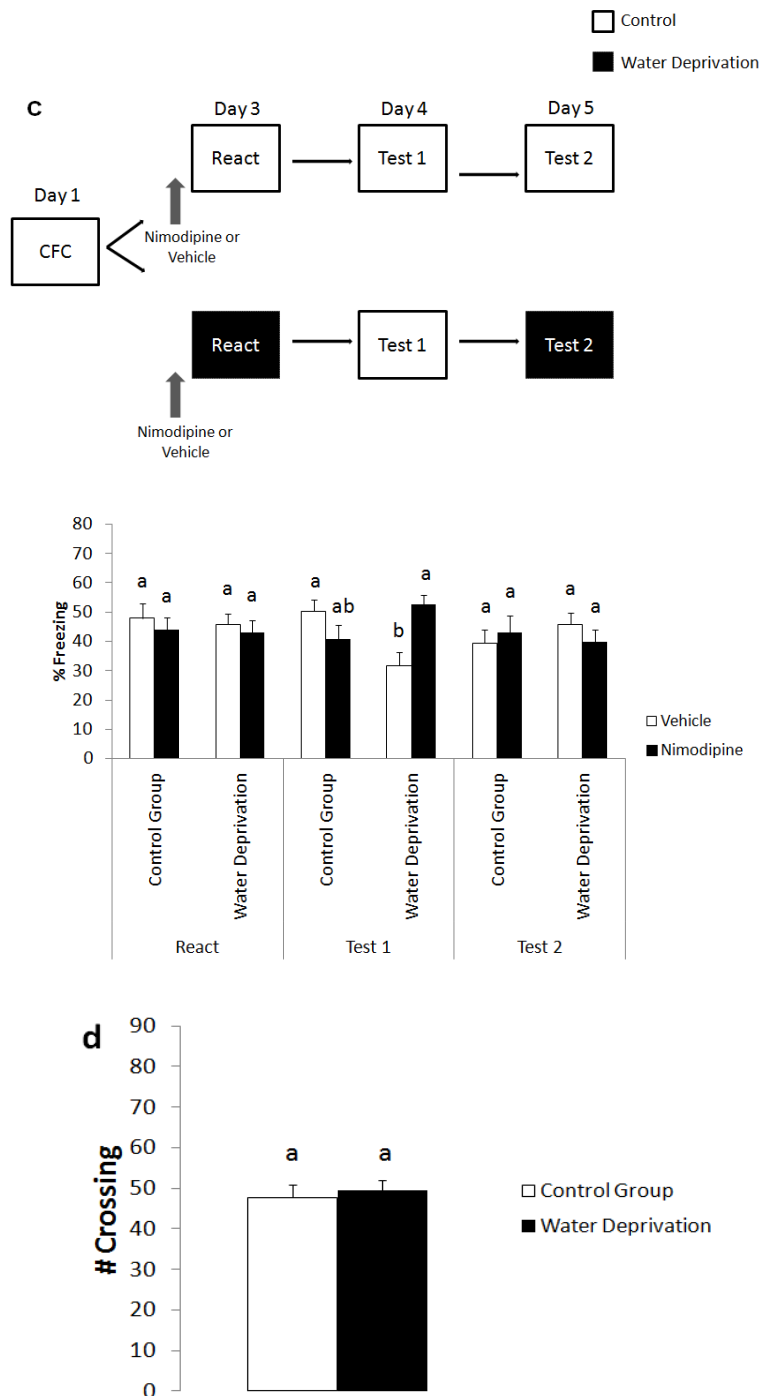 Control
Water Deprivation
c
Day 3
Day 4
Day 5
React
Test 1
Test 2
Day 1
CFC
Nimodipine or
Vehicle
React
Test 1
Test 2
Nimodipine or
Vehicle
80
70
60
50
40
30
20
10
0
% Freezing
a
a
a
a
a
ab
b
a
a
a
a
a
Vehicle
Nimodipine
Control Group
Water Deprivation
Control Group
Water Deprivation
Control Group
Water Deprivation
React
Test 1
Test 2
d
90
80
70
60
50
40
30
20
10
0
# Crossing
a
a
Control Group
Water Deprivation